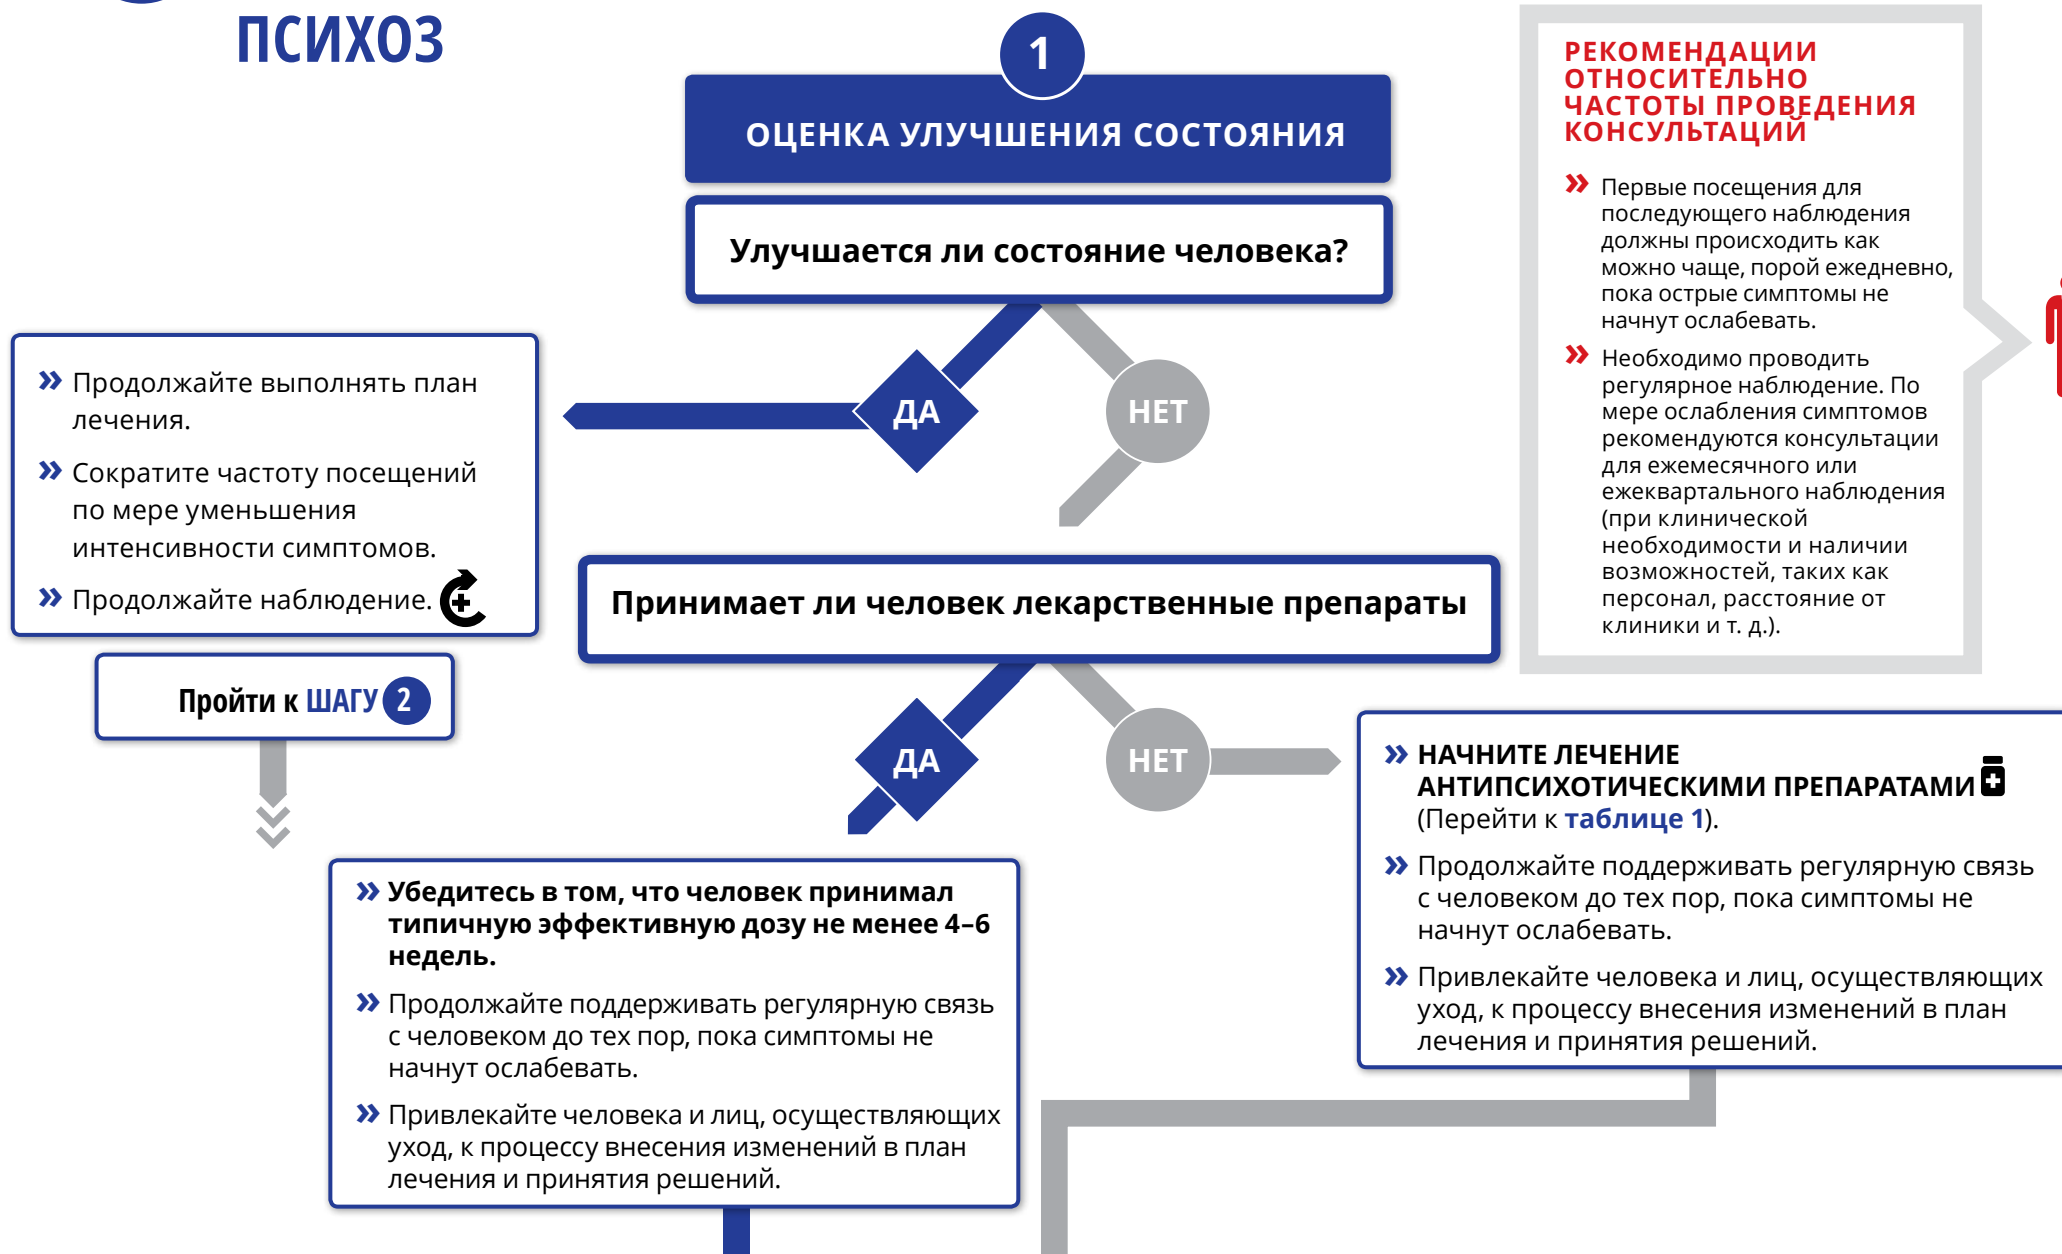 ПСИХОЗ
1
ОЦЕНКА УЛУЧШЕНИЯ СОСТОЯНИЯ
Улучшается ли состояние человека?
ДА
НЕТ
» Продолжайте выполнять план
лечения.
» Сократите частоту посещений
по мере уменьшения
интенсивности симптомов.
» Продолжайте наблюдение.
Пройти к ШАГУ 2
Принимает ли человек лекарственные препараты
ДА
НЕТ
» Убедитесь в том, что человек принимал
типичную эффективную дозу не менее 4–6
недель.
» Продолжайте поддерживать регулярную связь
с человеком до тех пор, пока симптомы не
начнут ослабевать.
» Привлекайте человека и лиц, осуществляющих
уход, к процессу внесения изменений в план
лечения и принятия решений.
» НАЧНИТЕ ЛЕЧЕНИЕ
АНТИПСИХОТИЧЕСКИМИ ПРЕПАРАТАМИ
(Перейти к таблице 1).
» Продолжайте поддерживать регулярную связь
с человеком до тех пор, пока симптомы не
начнут ослабевать.
» Привлекайте человека и лиц, осуществляющих
уход, к процессу внесения изменений в план
лечения и принятия решений.
РЕКОМЕНДАЦИИ
ОТНОСИТЕЛЬНО
ЧАСТОТЫ ПРОВЕДЕНИЯ
КОНСУЛЬТАЦИЙ
» Первые посещения для
последующего наблюдения
должны происходить как
можно чаще, порой ежедневно,
пока острые симптомы не
начнут ослабевать.
» Необходимо проводить
регулярное наблюдение. По
мере ослабления симптомов
рекомендуются консультации
для ежемесячного или
ежеквартального наблюдения
(при клинической
необходимости и наличии
возможностей, таких как
персонал, расстояние от
клиники и т. д.).